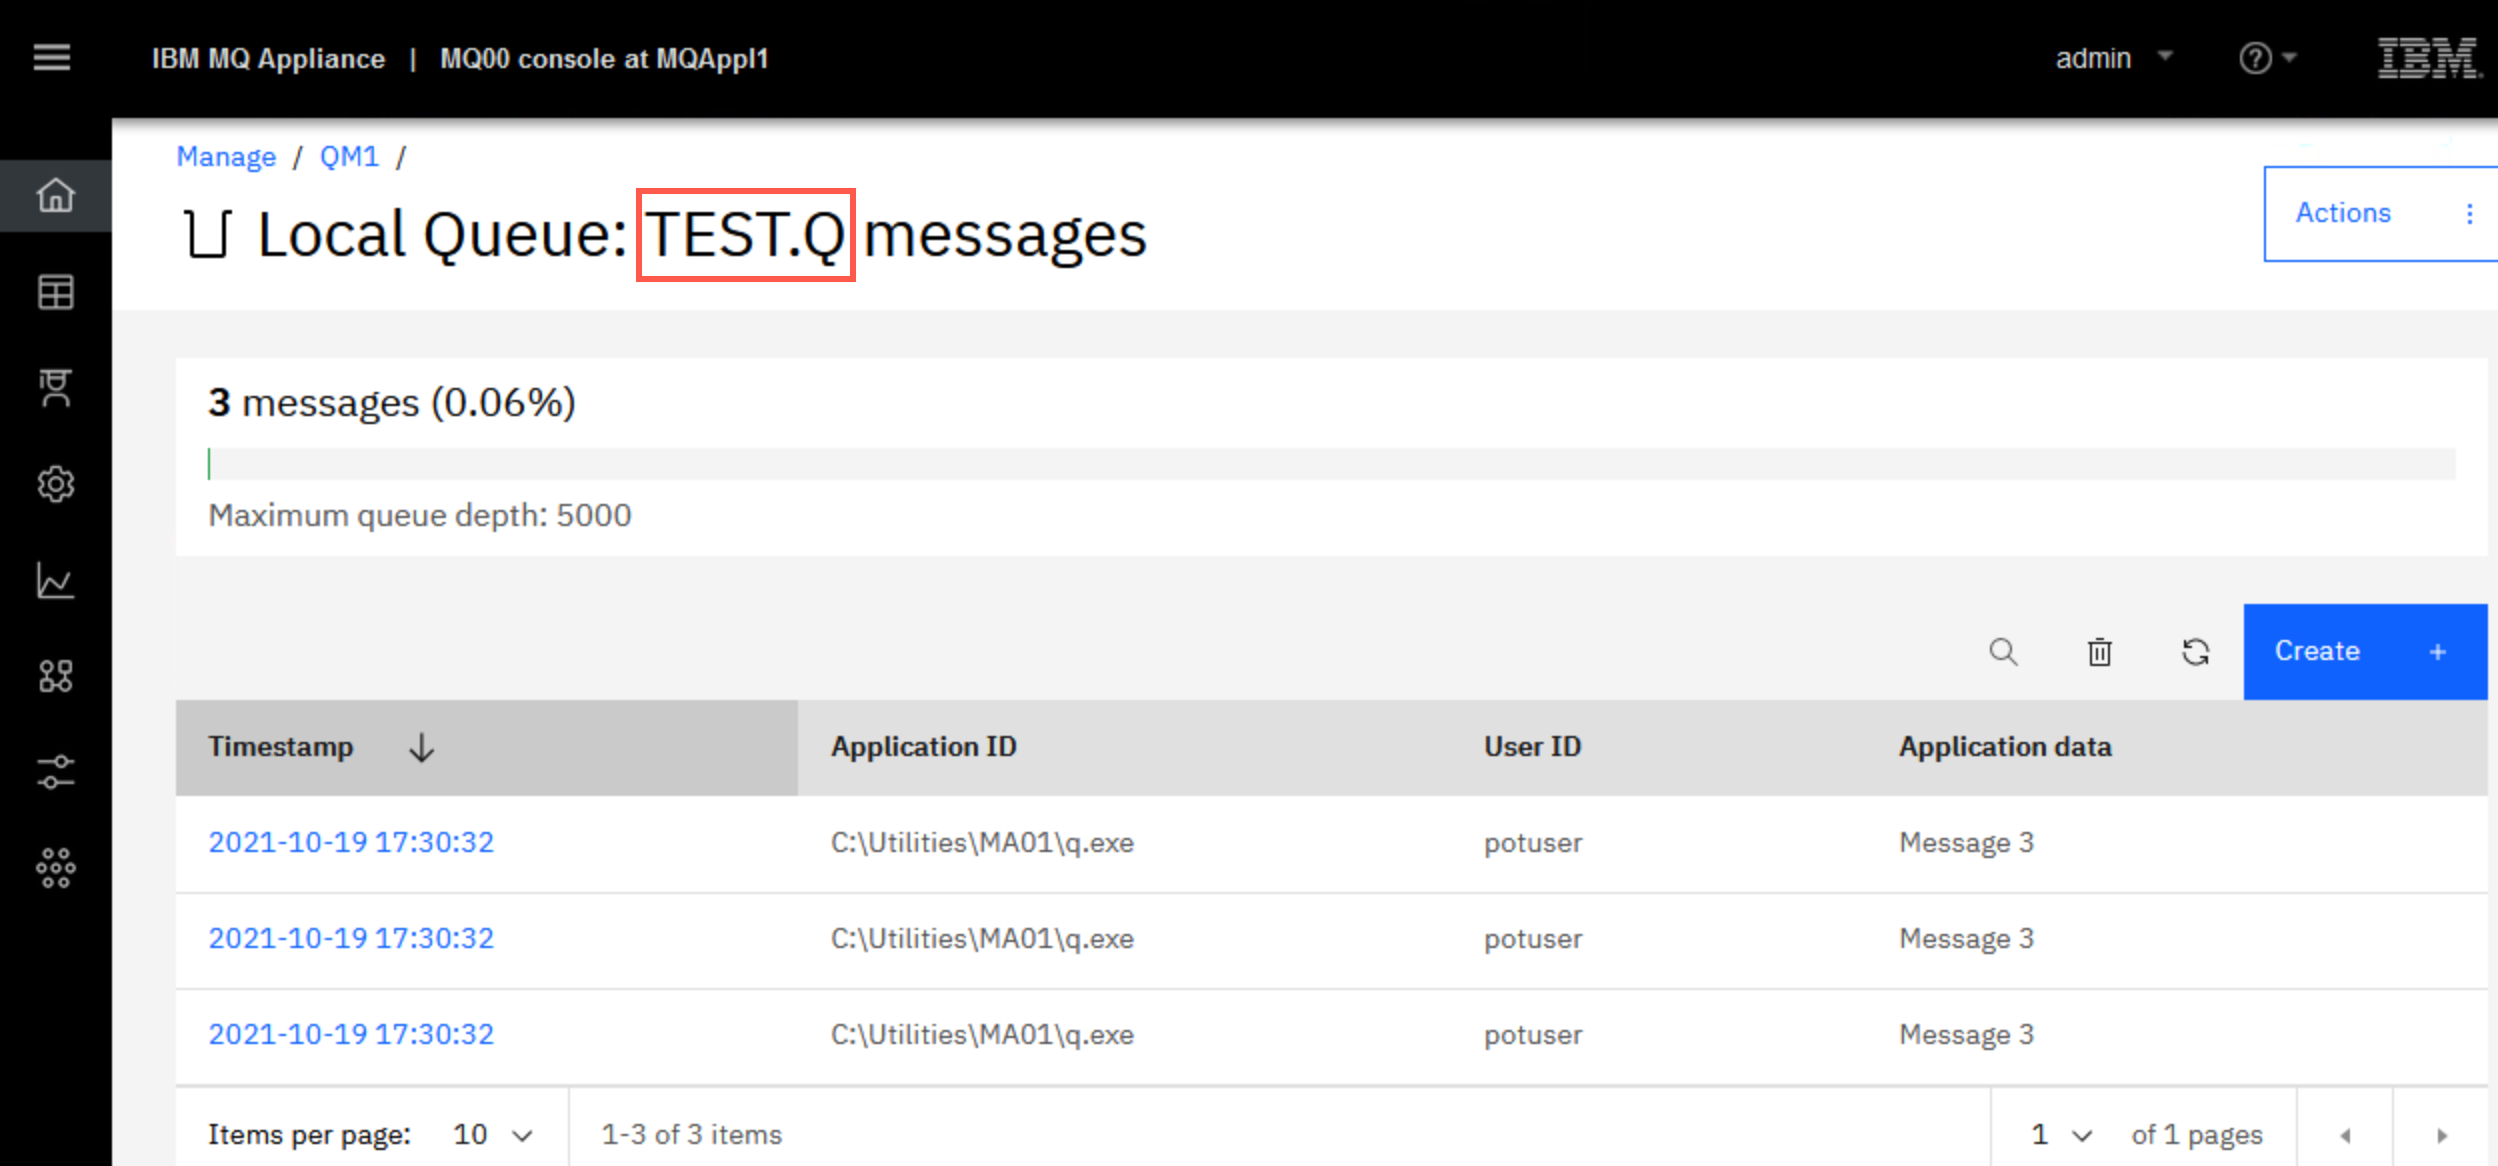 IBM MQ Appliance | MQ00 console at MQAppl1
admin
?
IBM
Manage / QM1 /
Local Queue: TEST.Q messages
Actions
3 messages (0.06%)
Maximum queue depth: 5000
Create +
Timestamp Application ID User ID Application data
2021-10-19 17:30:32 C:\Utilities\MA01\q.exe potuser Message 3
2021-10-19 17:30:32 C:\Utilities\MA01\q.exe potuser Message 3
2021-10-19 17:30:32 C:\Utilities\MA01\q.exe potuser Message 3
Items per page: 10 1-3 of 3 items 1 of 1 pages